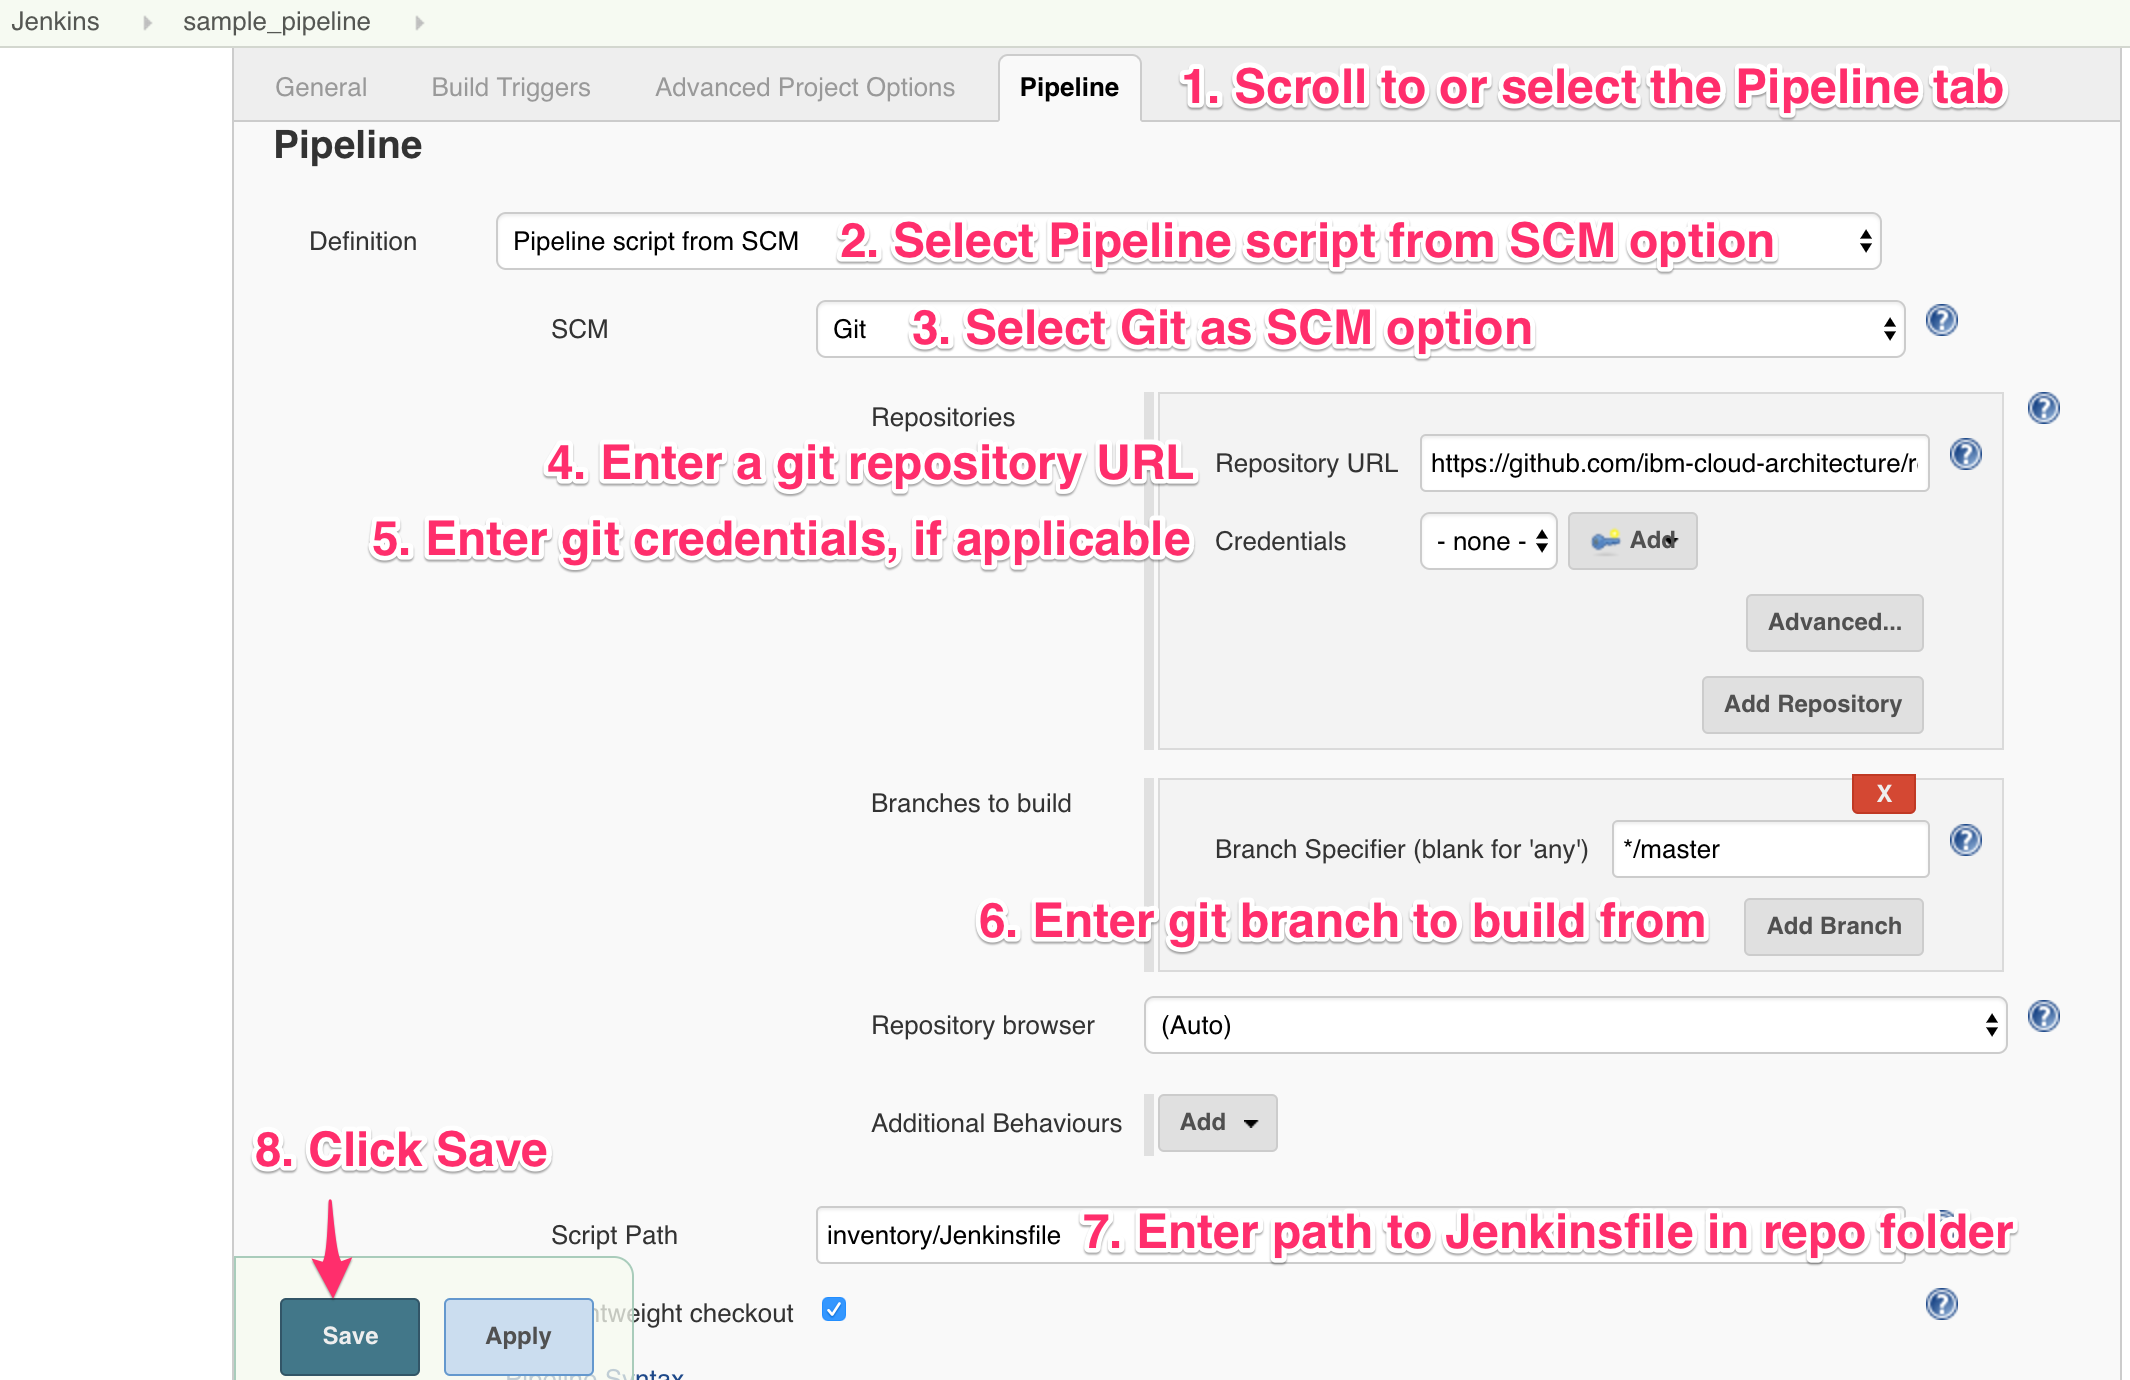 Jenkins sample_pipeline
General Build Triggers Advanced Project Options Pipeline 1. Scroll to or select the Pipeline tab
Pipeline
Definition Pipeline script from SCM 2. Select Pipeline script from SCM option
SCM Git 3. Select Git as SCM option
Repositories
4. Enter a git repository URL Repository URL https://github.com/ibm-cloud-architecture/r
5. Enter git credentials, if applicable Credentials - none - Add
Advanced...
Add Repository
X
Branches to build
Branch Specifier (blank for 'any') */master
6. Enter git branch to build from Add Branch
Repository browser (Auto)
Additional Behaviours Add
8. Click Save
Script Path inventory/Jenkinsfile 7. Enter path to Jenkinsfile in repo folder
tweight checkout
Save Apply
Pipeline Syntax